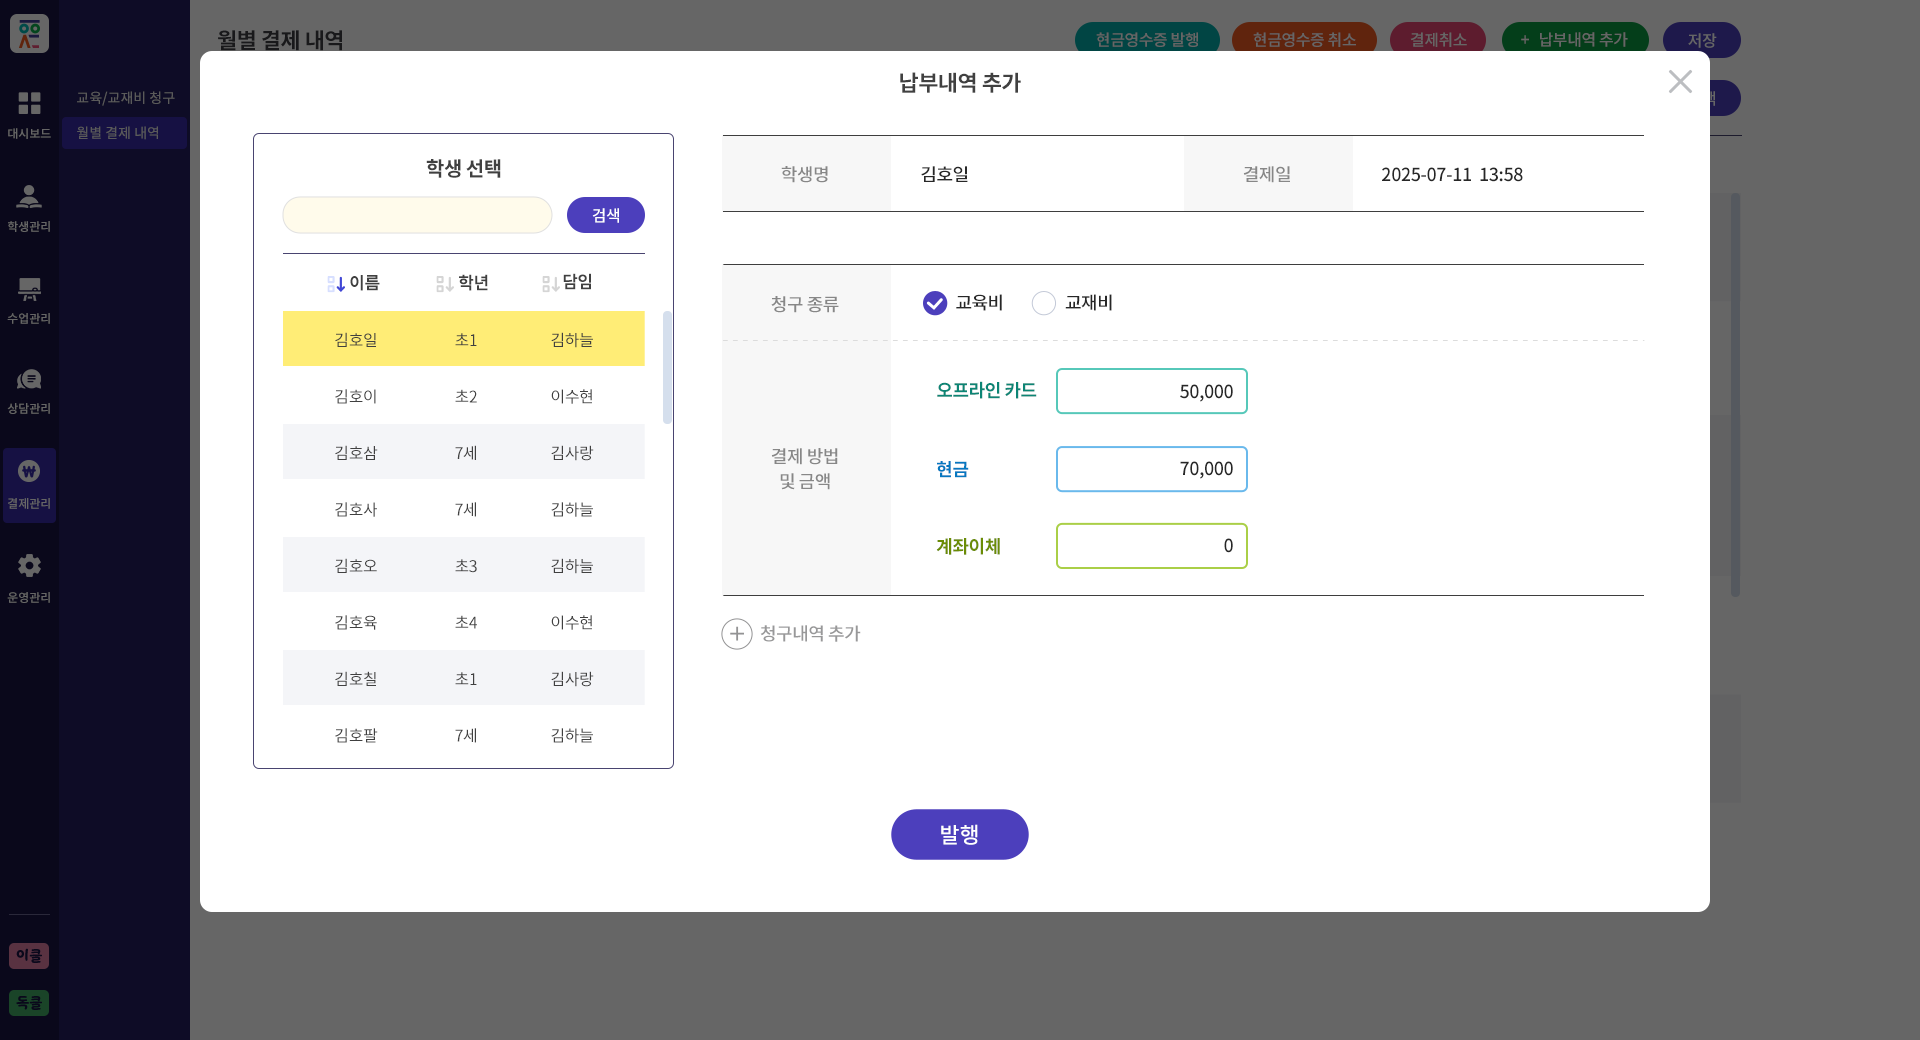 월별 결제 내역
현금영수증 발행
현금영수증 취소
결제취소
+ 납부내역 추가
저장
대시보드
학생관리
수업관리
상담관리
결제관리
운영관리
이클
독클
교육/교재비 청구
월별 결제 내역
납부내역 추가
학생 선택
검색
이름 학년 담임
김호일 초1 김하늘
김호이 초2 이수현
김호삼 7세 김사랑
김호사 7세 김하늘
김호오 초3 김하늘
김호육 초4 이수현
김호칠 초1 김사랑
김호팔 7세 김하늘
학생명 김호일 결제일 2025-07-11 13:58
청구 종류 교육비 교재비
결제 방법
및 금액
오프라인 카드 50,000
현금 70,000
계좌이체 0
청구내역 추가
발행